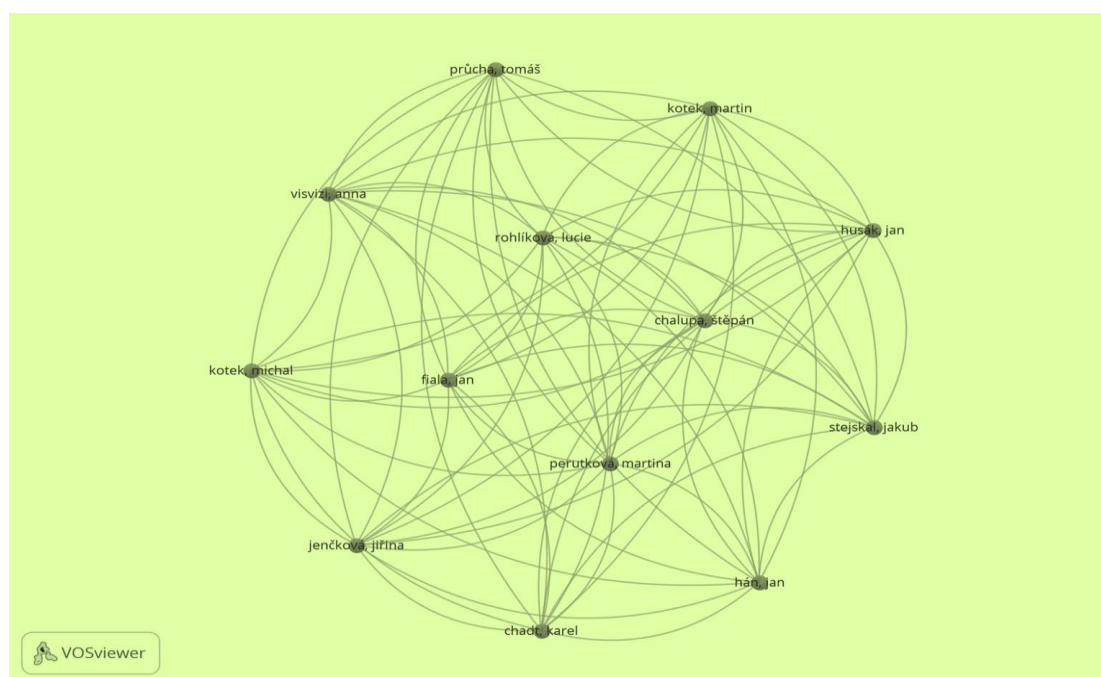 průcha, tomáš
kotek, martin
visvizi, anna
husák, jan
rohlíková, lucie
chalupa, štěpán
kotek, michal
fiala, jan
stejskal, jakub
perutková, martina
jenčková, jiřina
hán, jan
chadt, karel
VOSviewer